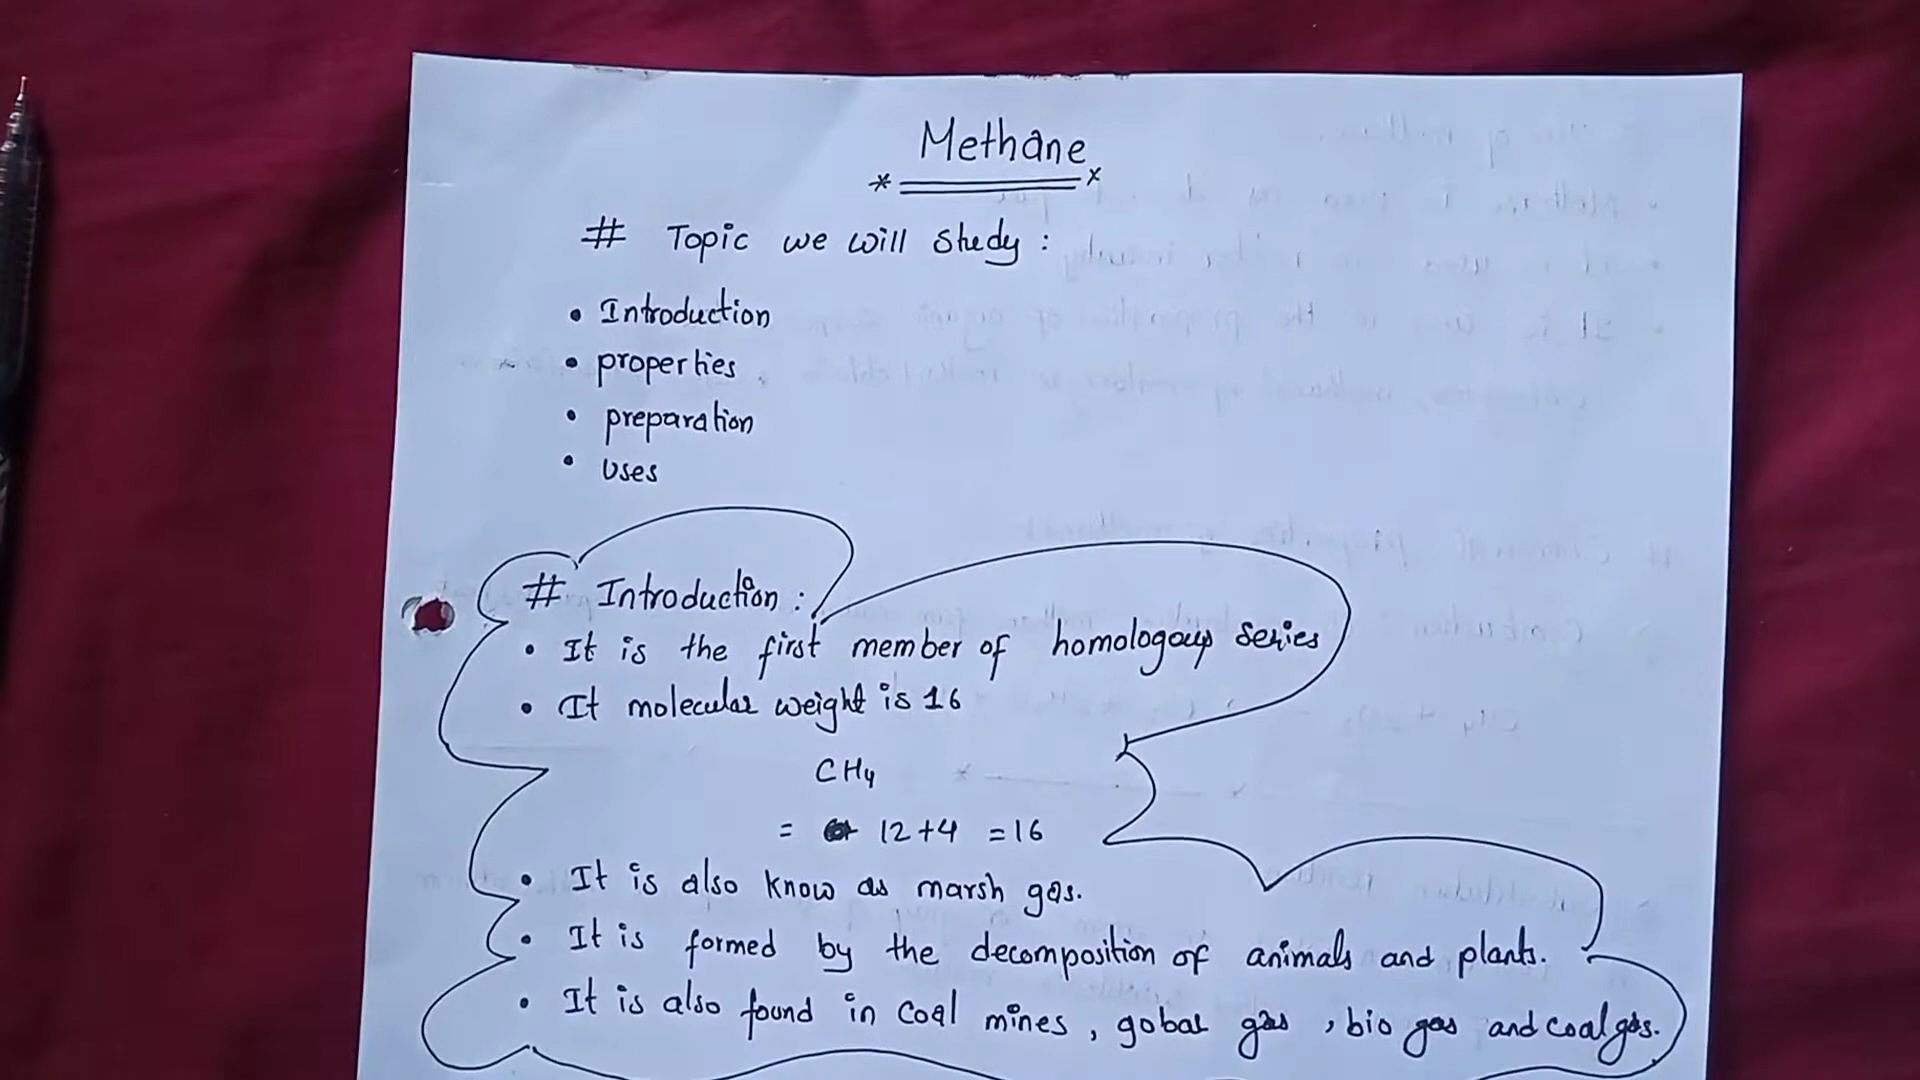 Methane
# Topic we will study :
• Introduction
• properties
• preparation
• uses
# Introduction :
• It is the first member of homologous series
• It molecular weight is 16
CH4
= 12+4 = 16
• It is also know as marsh gas.
• It is formed by the decomposition of animals and plants.
• It is also found in coal mines , gobar gas , bio gas and coal gas.